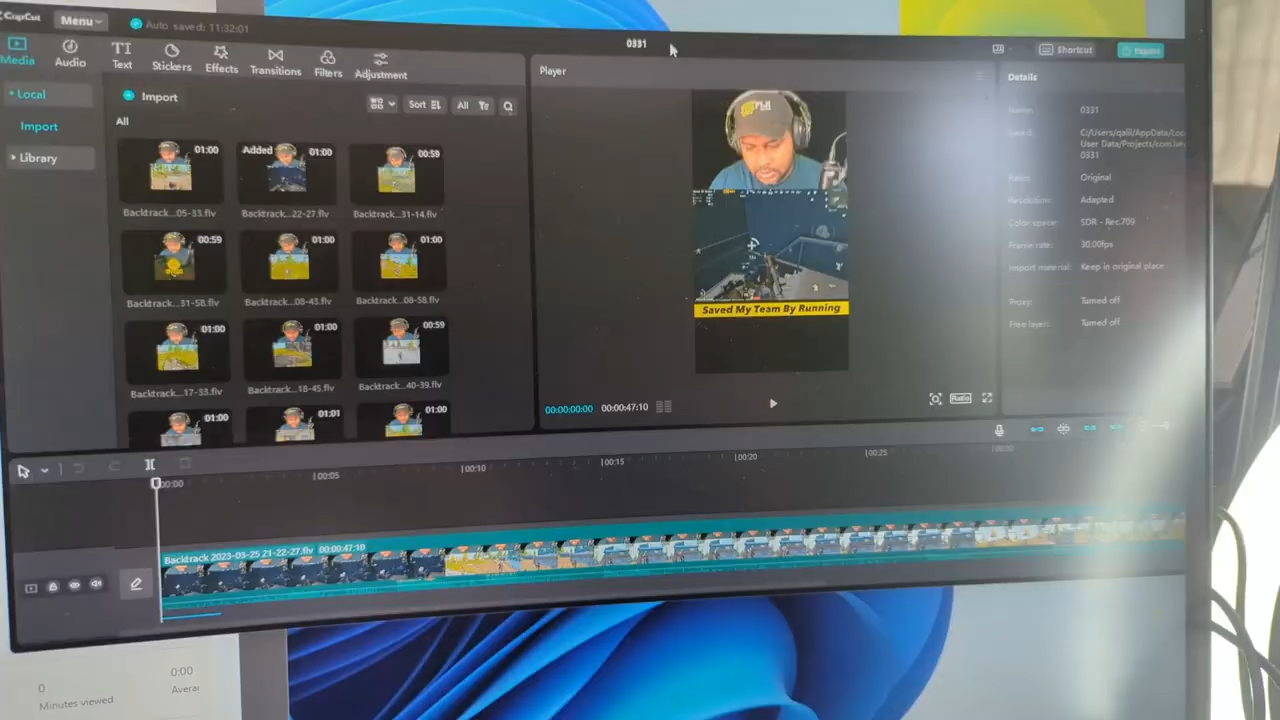 CapCut
Menu
Auto saved: 11:32:01
0331
Shortcut
Export
Media
Audio
Text
Stickers
Effects
Transitions
Filters
Adjustment
Player
Details
Local
Import
Library
Import
Sort
All
All
01:00
Added
01:00
00:59
Backtrack...05-33.flv
Backtrack...22-27.flv
Backtrack...31-14.flv
00:59
01:00
01:00
Backtrack...31-58.flv
Backtrack...08-43.flv
Backtrack...08-58.flv
01:00
01:00
00:59
Backtrack...17-33.flv
Backtrack...18-45.flv
Backtrack...40-39.flv
01:00
01:01
01:00
Saved My Team By Running
00:00:00:00
00:00:47:10
Ratio
Name:
0331
Saved:
C:/Users/qalil/AppData/Loc
User Data/Projects/com.lve
0331
Ratio:
Original
Resolution:
Adapted
Color space:
SDR - Rec.709
Frame rate:
30.00fps
Import material:
Keep in original place
Proxy:
Turned off
Free layer:
Turned off
00:00
00:05
00:10
00:15
00:20
00:25
Backtrack 2023-03-25 21-22-27.flv 00:00:47:10
0
Minutes viewed
0:00
Avera